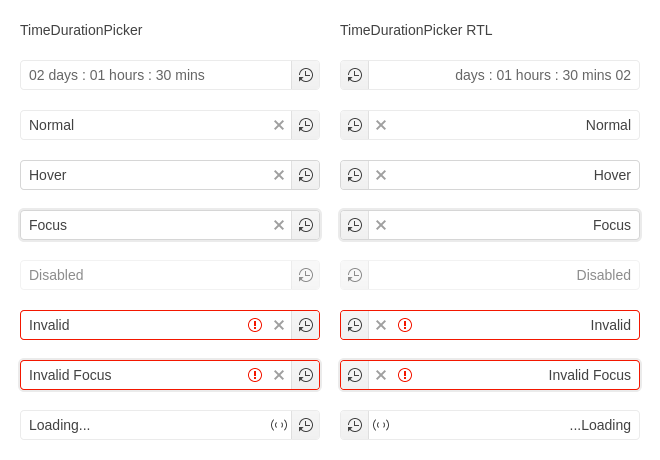 TimeDurationPicker
TimeDurationPicker RTL
02 days : 01 hours : 30 mins
days : 01 hours : 30 mins 02
Normal
Normal
Hover
Hover
Focus
Focus
Disabled
Disabled
Invalid
Invalid
Invalid Focus
Invalid Focus
Loading...
...Loading